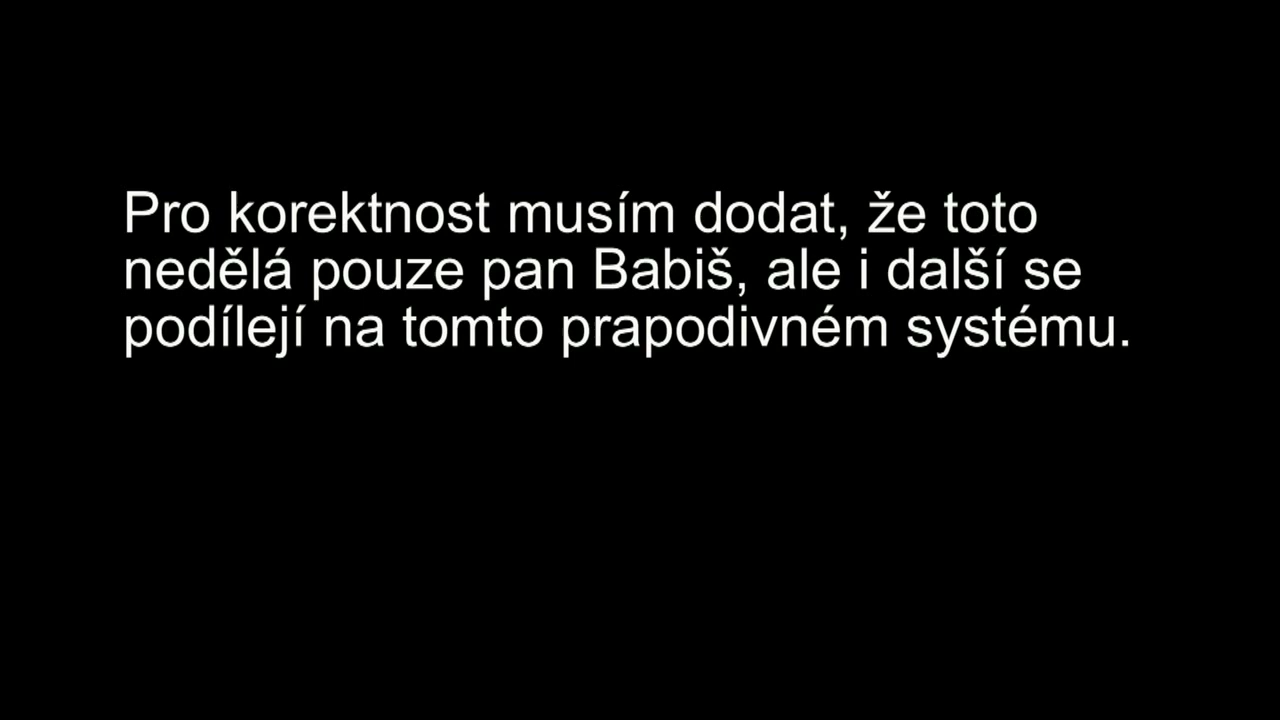 Pro korektnost musím dodat, že toto
nedělá pouze pan Babiš, ale i další se
podílejí na tomto prapodivném systému.